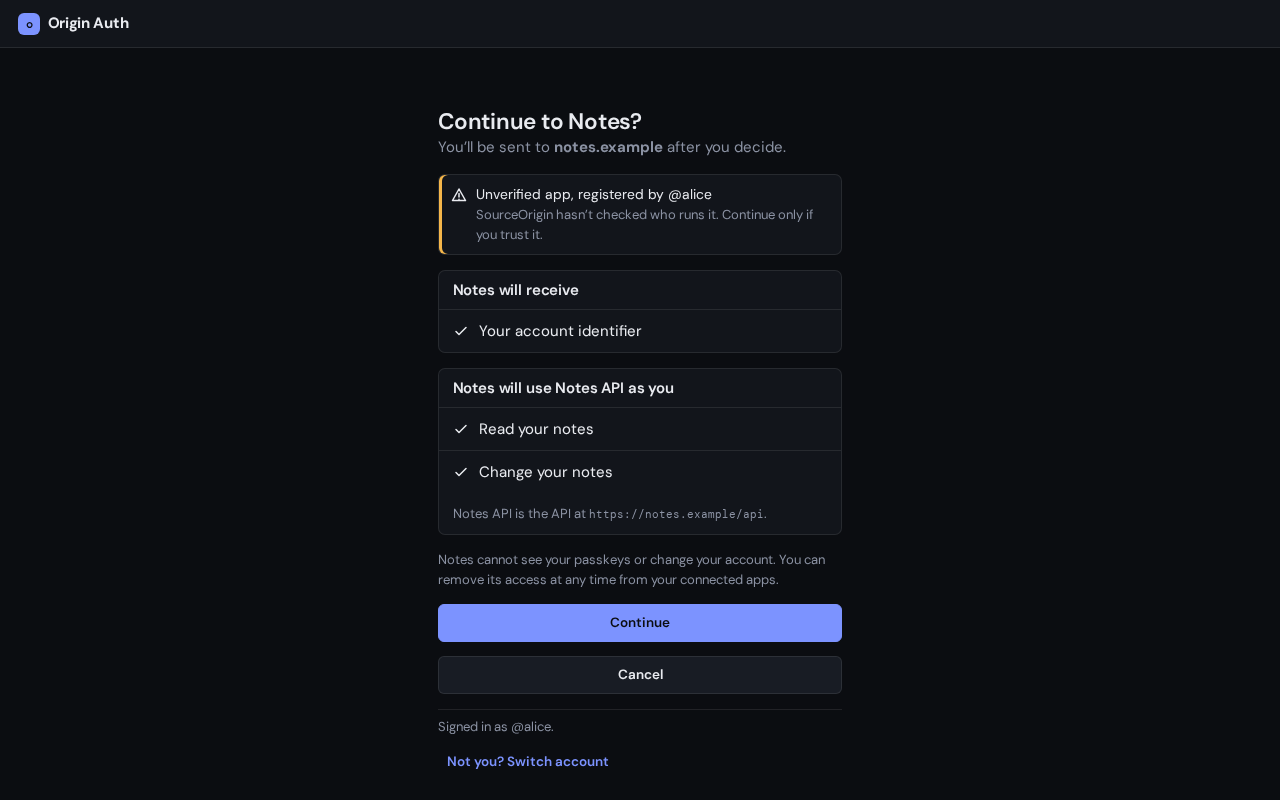 Origin Auth
Continue to Notes?
You’ll be sent to notes.example after you decide.
Unverified app, registered by @alice
SourceOrigin hasn’t checked who runs it. Continue only if
you trust it.
Notes will receive
Your account identifier
Notes will use Notes API as you
Read your notes
Change your notes
Notes API is the API at https://notes.example/api.
Notes cannot see your passkeys or change your account. You can
remove its access at any time from your connected apps.
Continue
Cancel
Signed in as @alice.
Not you? Switch account